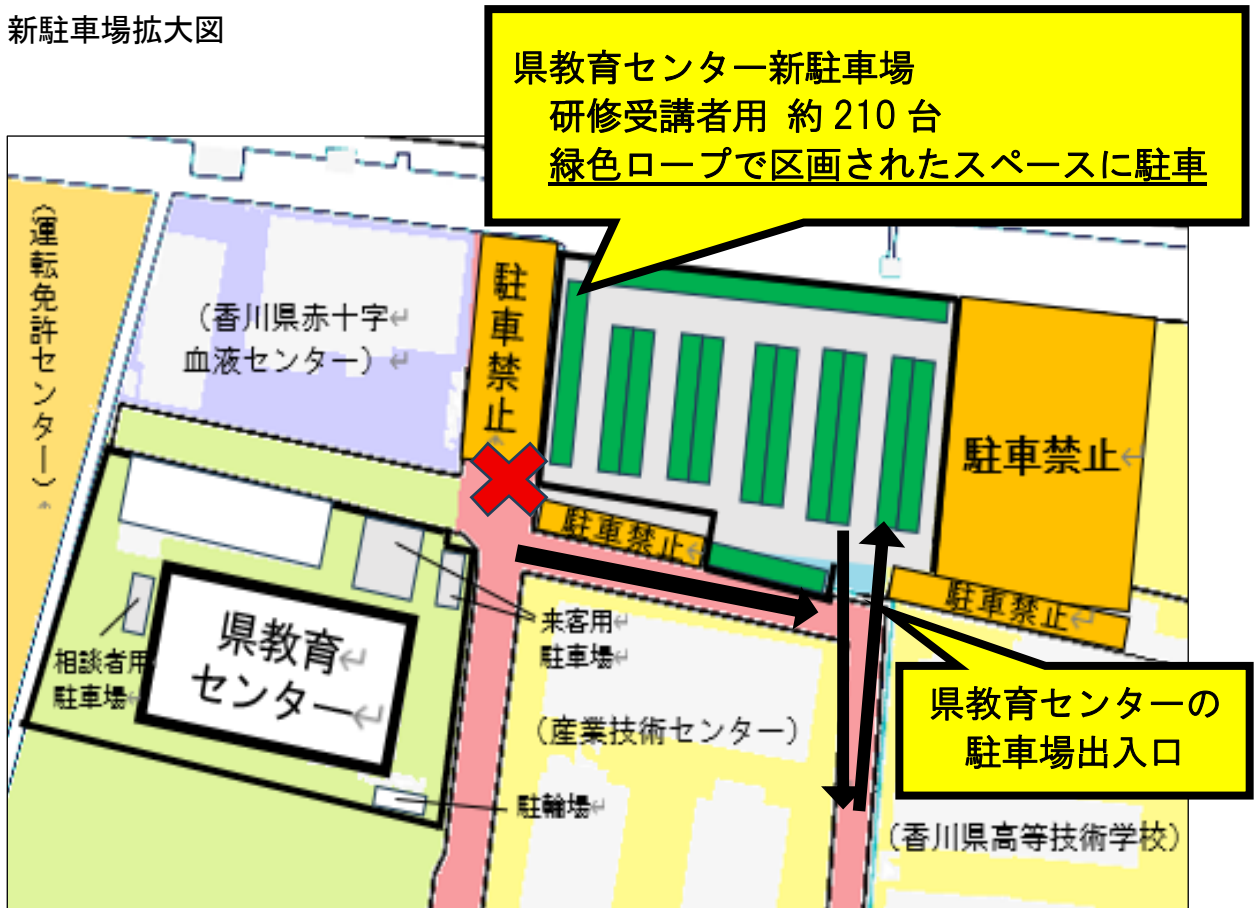 新駐車場拡大図
県教育センター新駐車場
研修受講者用 約 210 台
緑色ロープで区画されたスペースに駐車
（運転免許センター）
（香川県赤十字
血液センター）
駐車禁止
駐車禁止
駐車禁止
駐車禁止
県教育
センター
相談者用
駐車場
来客用
駐車場
（産業技術センター）
駐輪場
県教育センターの
駐車場出入口
（香川県高等技術学校）